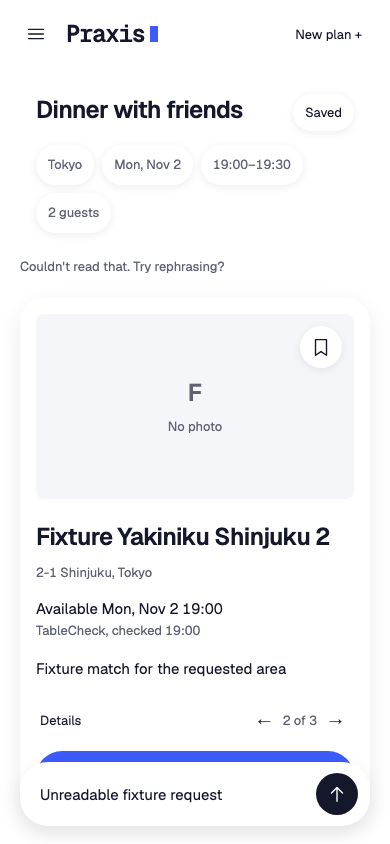 Praxis
New plan +
Dinner with friends
Saved
Tokyo
Mon, Nov 2
19:00–19:30
2 guests
Couldn't read that. Try rephrasing?
F
No photo
Fixture Yakiniku Shinjuku 2
2-1 Shinjuku, Tokyo
Available Mon, Nov 2 19:00
TableCheck, checked 19:00
Fixture match for the requested area
Details
← 2 of 3 →
Unreadable fixture request